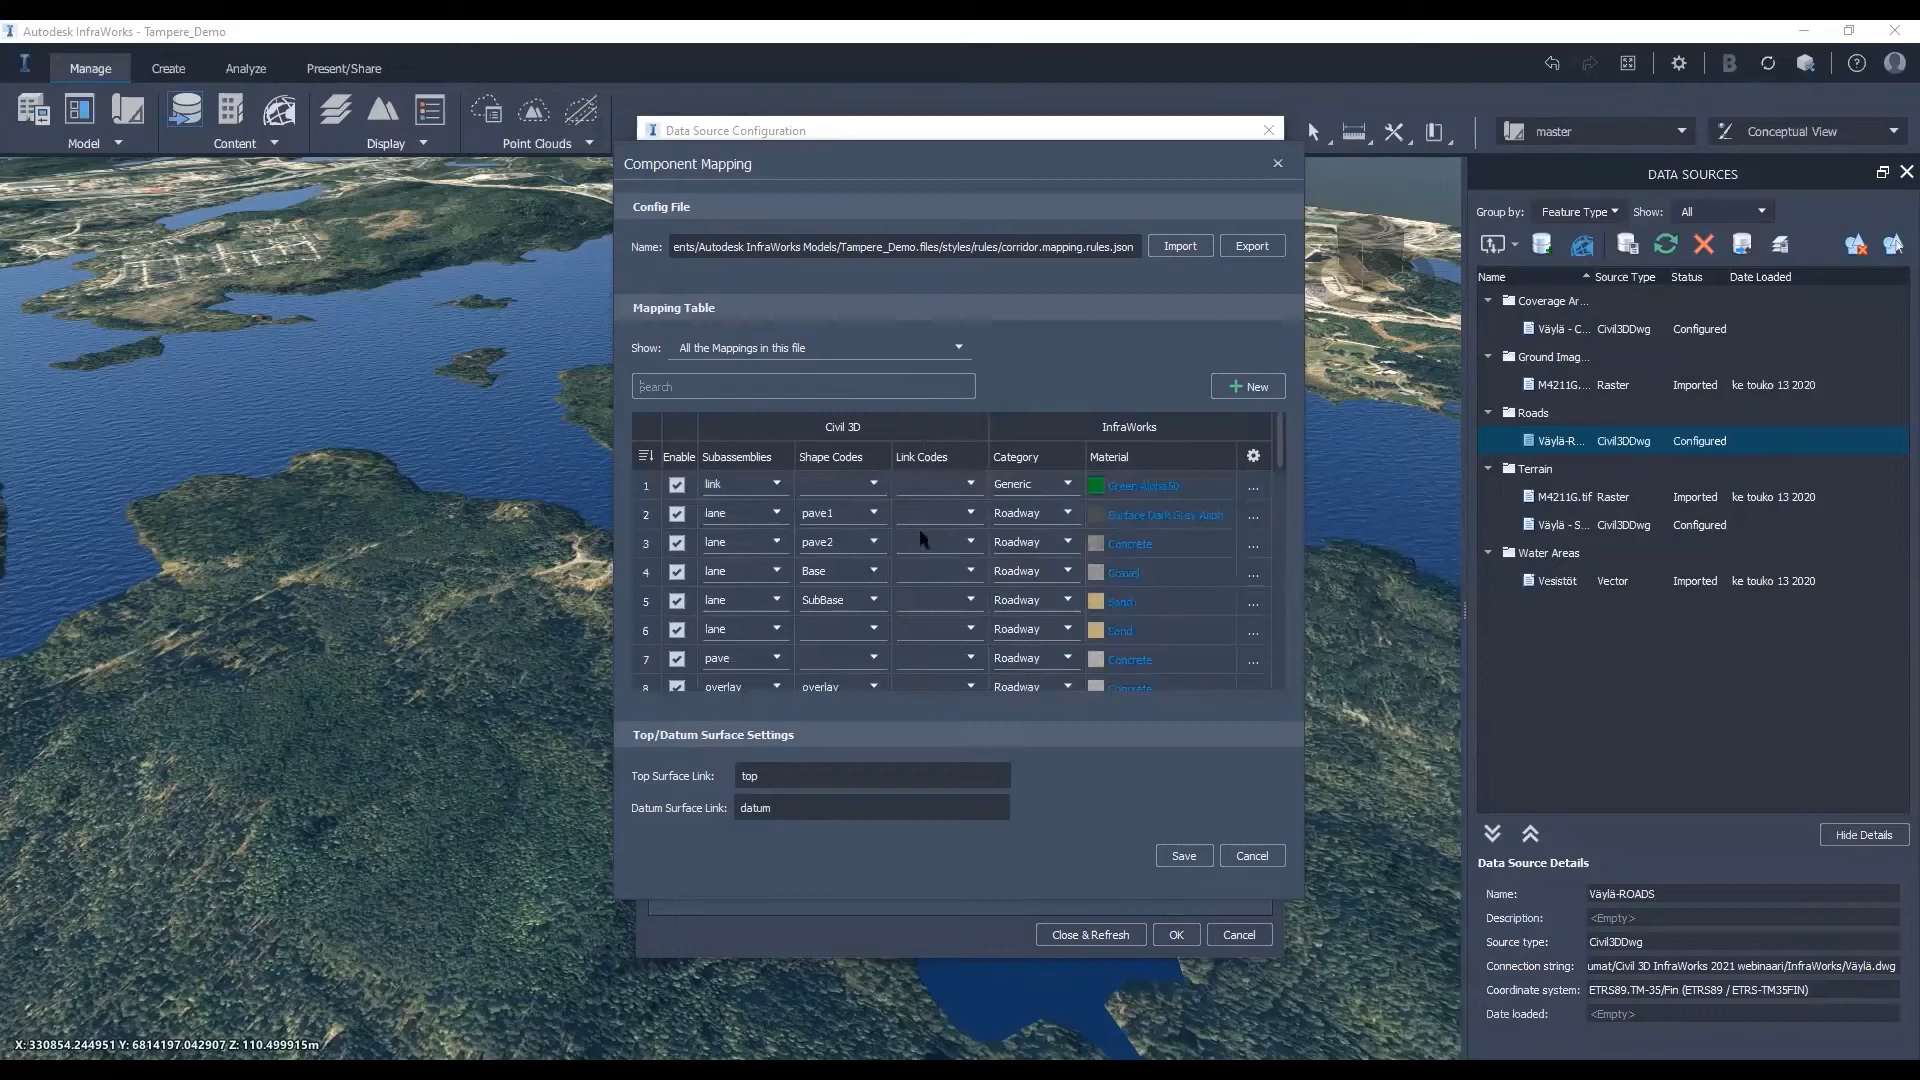 Autodesk InfraWorks - Tampere_Demo
Manage
Create
Analyze
Present/Share
Model
Content
Display
Point Clouds
master
Conceptual View
Data Source Configuration
Component Mapping
Config File
Name: ents/Autodesk InfraWorks Models/Tampere_Demo.files/styles/rules/corridor.mapping.rules.json Import Export
Mapping Table
Show: All the Mappings in this file
Search
New
Civil 3D InfraWorks
Enable Subassemblies Shape Codes Link Codes Category Material
1 link Generic Green Alpha50 ...
2 lane pave1 Roadway Surface Dark Grey Asph ...
3 lane pave2 Roadway Concrete ...
4 lane Base Roadway Gravel ...
5 lane SubBase Roadway Sand ...
6 lane Roadway Sand ...
7 pave Roadway Concrete ...
8 overlay overlay Roadway Concrete
Top/Datum Surface Settings
Top Surface Link: top
Datum Surface Link: datum
Save Cancel
Close & Refresh OK Cancel
DATA SOURCES
Group by: Feature Type Show: All
Name Source Type Status Date Loaded
Coverage Ar...
Väylä - C... Civil3DDwg Configured
Ground Imag...
M4211G.... Raster Imported ke touko 13 2020
Roads
Väylä-R... Civil3DDwg Configured
Terrain
M4211G.tif Raster Imported ke touko 13 2020
Väylä - S... Civil3DDwg Configured
Water Areas
Vesistöt Vector Imported ke touko 13 2020
Hide Details
Data Source Details
Name: Väylä-ROADS
Description: <Empty>
Source type: Civil3DDwg
Connection string: umat/Civil 3D InfraWorks 2021 webinaari/InfraWorks/Väylä.dwg
Coordinate system: ETRS89.TM-35/Fin (ETRS89 / ETRS-TM35FIN)
Date loaded: <Empty>
X: 330854.244951 Y: 6814197.042907 Z: 110.499915m